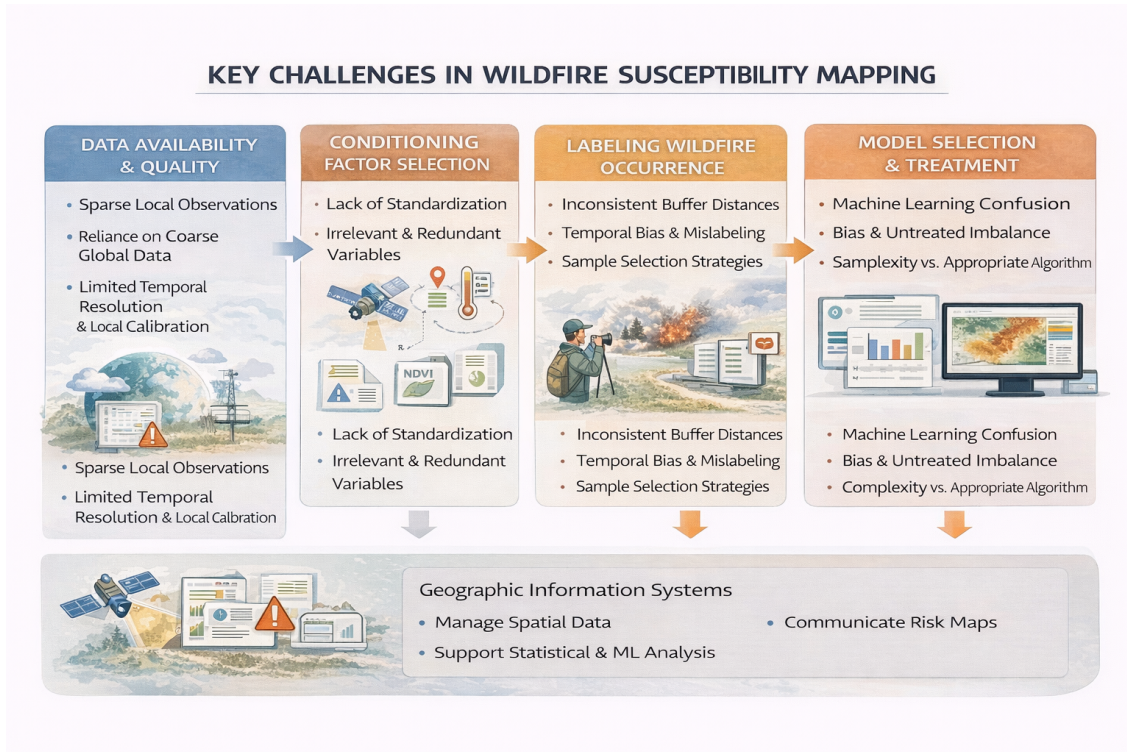 KEY CHALLENGES IN WILDFIRE SUSCEPTIBILITY MAPPING
DATA AVAILABILITY
& QUALITY
• Sparse Local Observations
• Reliance on Coarse
Global Data
• Limited Temporal
Resolution
& Local Calibration
• Sparse Local Observations
• Limited Temporal
Resolution & Local Calbration
CONDITIONING
FACTOR SELECTION
• Lack of Standardization
• Irrelevant & Redundant
Variables
R
NDVI
• Lack of Standardization
• Irrelevant & Redundant
Variables
LABELING WILDFIRE
OCCURRENCE
• Inconsistent Buffer Distances
• Temporal Bias & Mislabeling
• Sample Selection Strategies
• Inconsistent Buffer Distances
• Temporal Bias & Mislabeling
• Sample Selection Strategies
MODEL SELECTION
& TREATMENT
• Machine Learning Confusion
• Bias & Untreated Imbalance
• Samplexity vs. Appropriate Algorithm
• Machine Learning Confusion
• Bias & Untreated Imbalance
• Complexity vs. Appropriate Algorithm
Geographic Information Systems
• Manage Spatial Data
• Support Statistical & ML Analysis
• Communicate Risk Maps